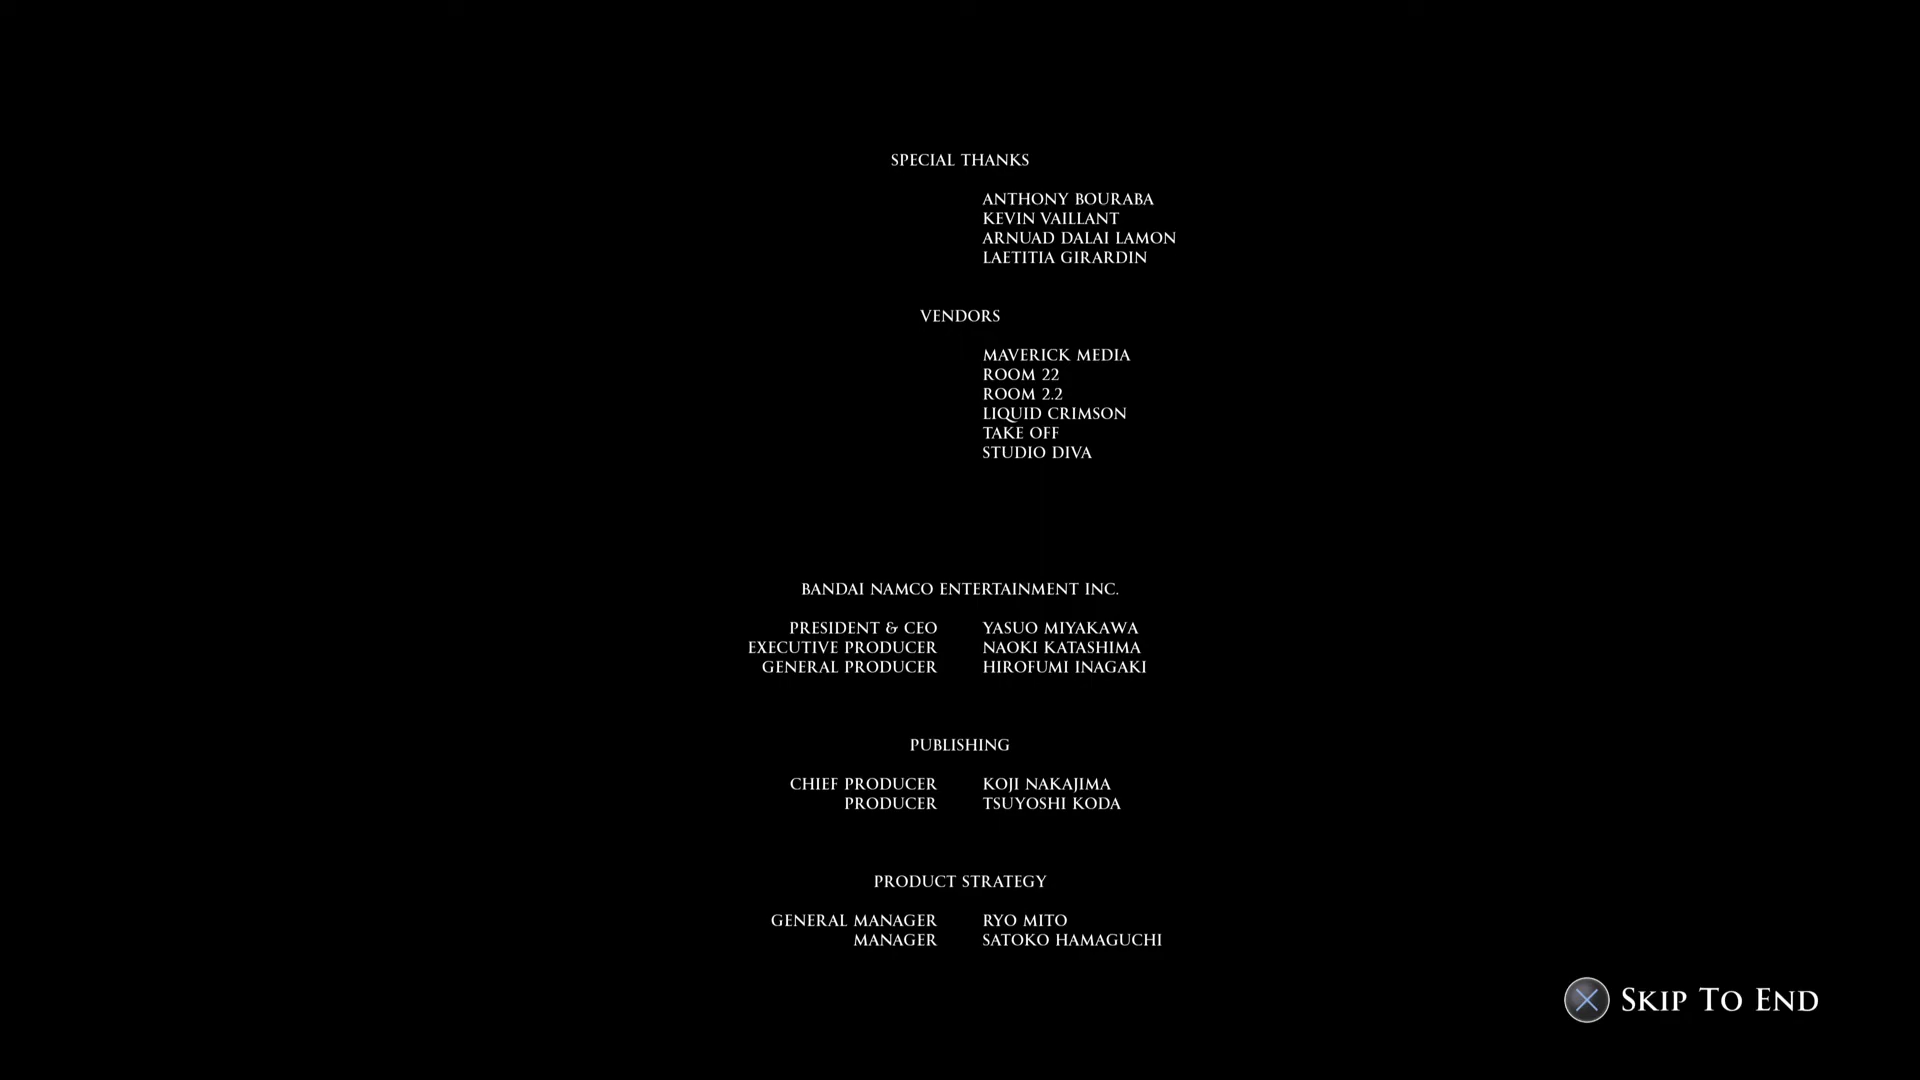 SPECIAL THANKS
ANTHONY BOURABA
KEVIN VAILLANT
ARNUAD DALAI LAMON
LAETITIA GIRARDIN
VENDORS
MAVERICK MEDIA
ROOM 22
ROOM 2.2
LIQUID CRIMSON
TAKE OFF
STUDIO DIVA
BANDAI NAMCO ENTERTAINMENT INC.
PRESIDENT & CEO YASUO MIYAKAWA
EXECUTIVE PRODUCER NAOKI KATASHIMA
GENERAL PRODUCER HIROFUMI INAGAKI
PUBLISHING
CHIEF PRODUCER KOJI NAKAJIMA
PRODUCER TSUYOSHI KODA
PRODUCT STRATEGY
GENERAL MANAGER RYO MITO
MANAGER SATOKO HAMAGUCHI
SKIP TO END